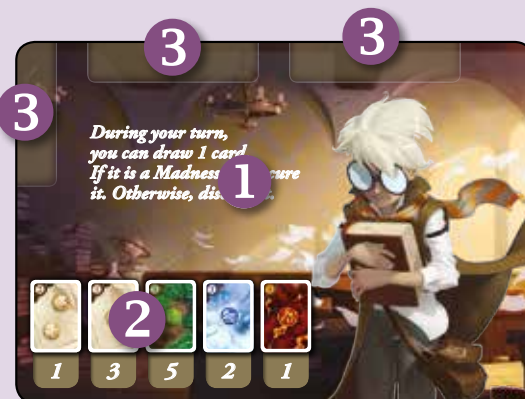 3
3
3
During your turn,
you can draw 1 card
If it is a Madness cure
1
it. Otherwise,
2
1 3 5 2 1